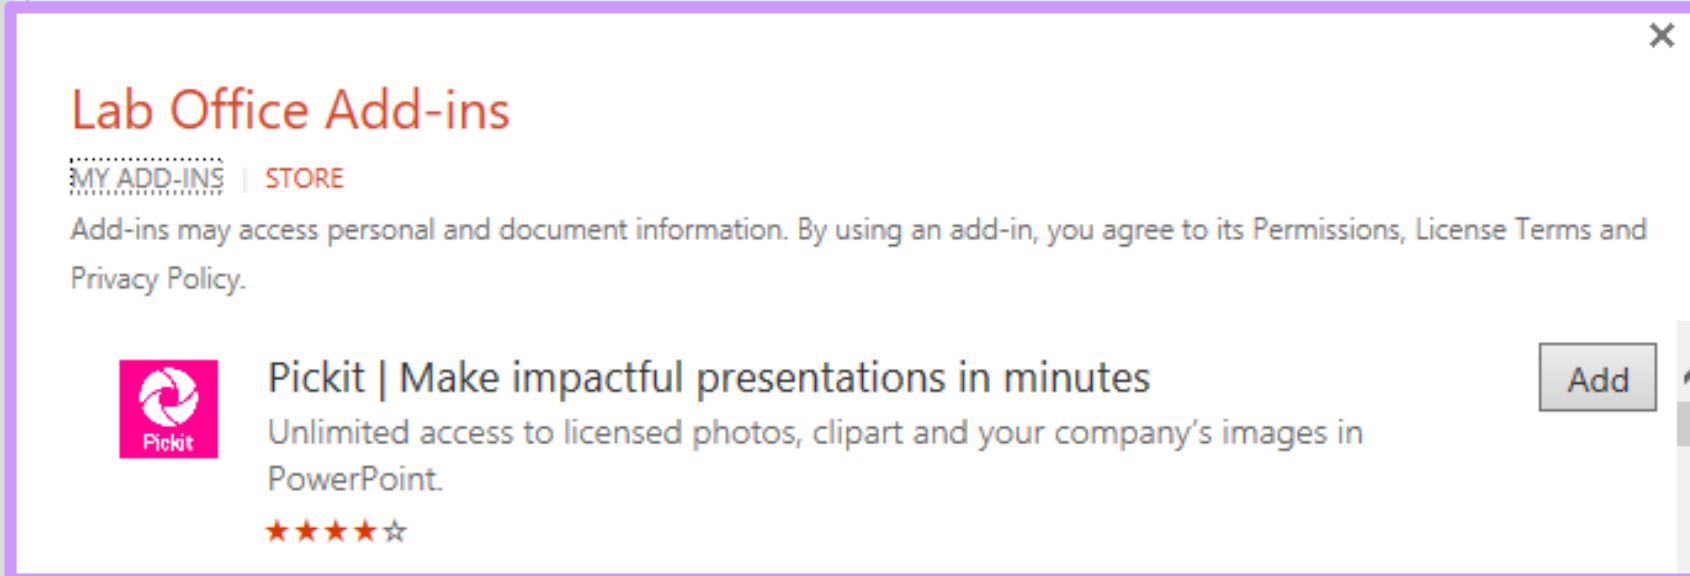 Lab Office Add-ins
MY ADD-INS | STORE
Add-ins may access personal and document information. By using an add-in, you agree to its Permissions, License Terms and
Privacy Policy.
Pickit | Make impactful presentations in minutes
Add
Pickit
Unlimited access to licensed photos, clipart and your company's images in
PowerPoint.